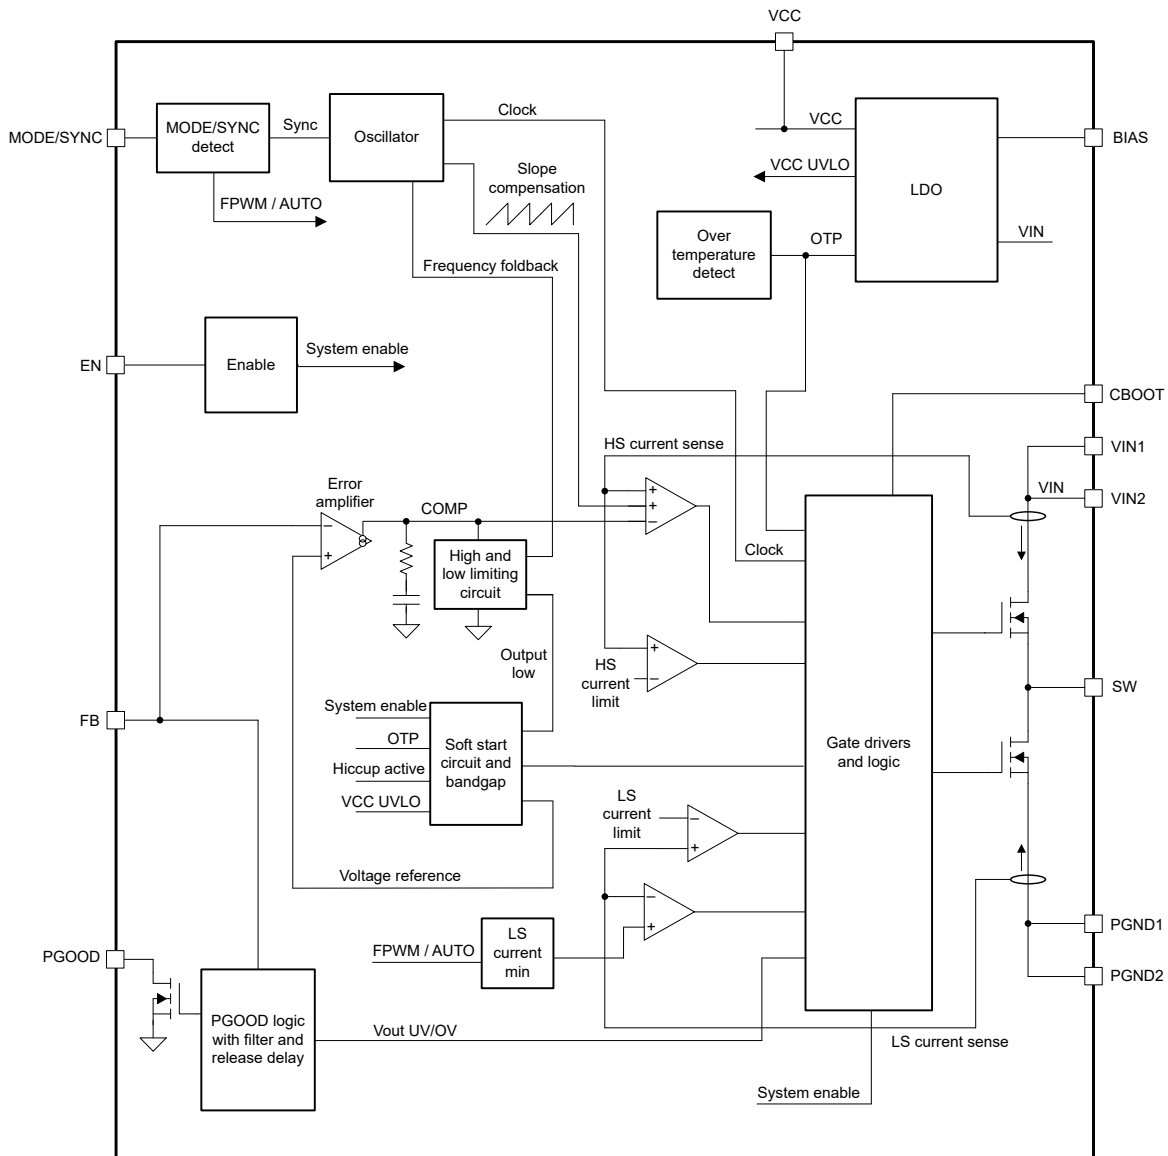 VCC
MODE/SYNC
MODE/SYNC
detect
Sync
Oscillator
Clock
VCC
VCC UVLO
LDO
BIAS
Slope
compensation
FPWM / AUTO
Over
temperature
detect
OTP
VIN
Frequency foldback
EN
Enable
System enable
CBOOT
HS current sense
VIN1
VIN
VIN2
Error
amplifier
COMP
−
+
+
+
−
High and
low limiting
circuit
Clock
Output
low
+
−
HS
current
limit
SW
FB
System enable
OTP
Hiccup active
VCC UVLO
Soft start
circuit and
bandgap
Gate drivers
and logic
LS
current
limit
−
+
Voltage reference
−
+
FPWM / AUTO
LS
current
min
PGND1
PGND2
PGOOD
PGOOD logic
with filter and
release delay
Vout UV/OV
LS current sense
System enable